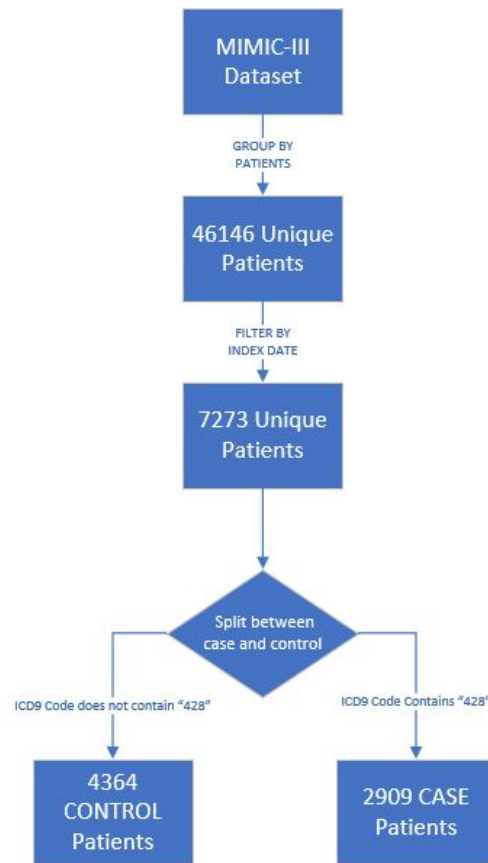 MIMIC-III
Dataset
GROUP BY
PATIENTS
46146 Unique
Patients
FILTER BY
INDEX DATE
7273 Unique
Patients
Split between
case and control
ICD9 Code does not contain “428”
ICD9 Code Contains “428”
4364
CONTROL
Patients
2909 CASE
Patients